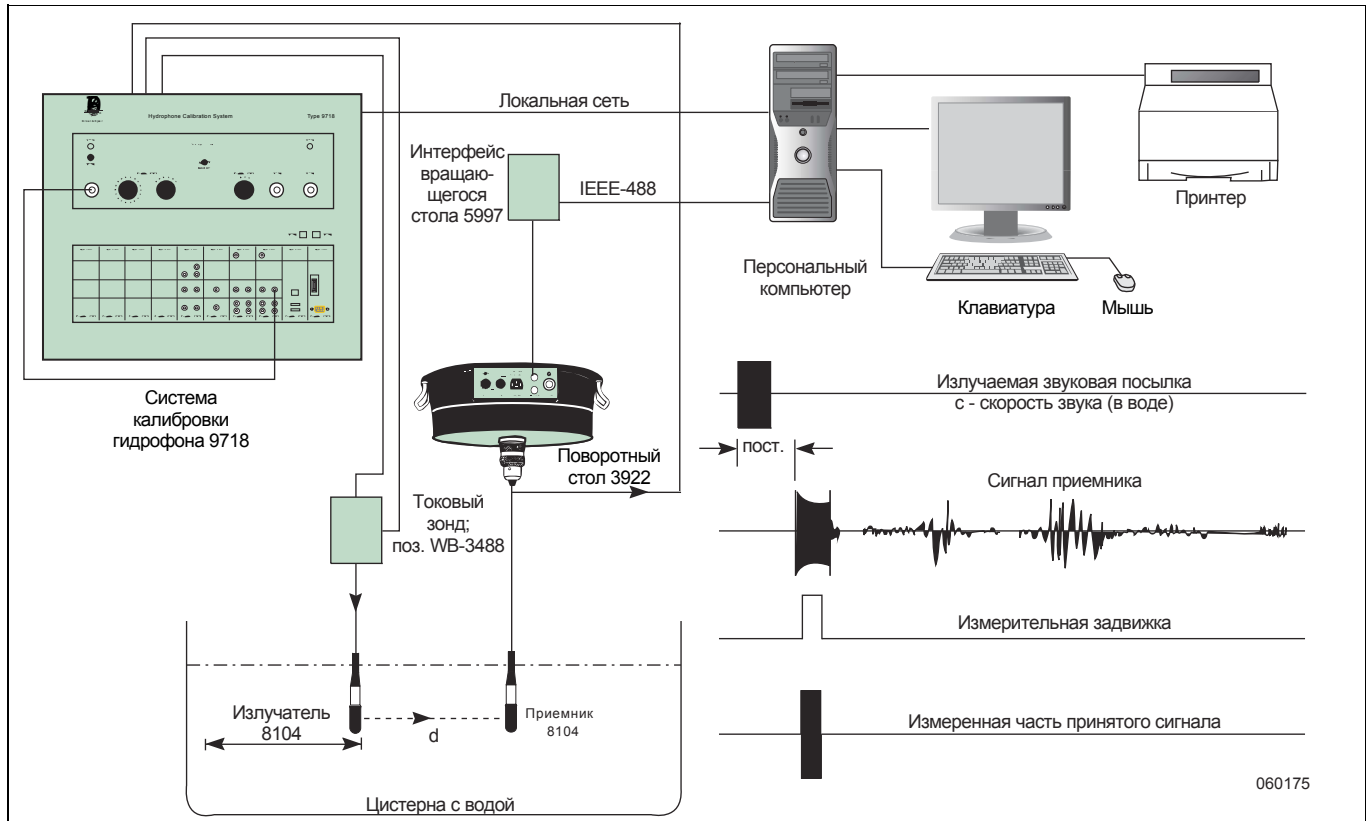 Hydrophone Calibration System
Type 9718
Локальная сеть
Интерфейс
вращаю-
щегося
стола 5997
IEEE-488
Принтер
Персональный
компьютер
Клавиатура
Мышь
Система
калибровки
гидрофона 9718
Поворотный
стол 3922
Токовый
зонд;
поз. WB-3488
Излучатель
8104
d
Приемник
8104
Цистерна с водой
Излучаемая звуковая посылка
с - скорость звука (в воде)
пост.
Сигнал приемника
Измерительная задвижка
Измеренная часть принятого сигнала
060175